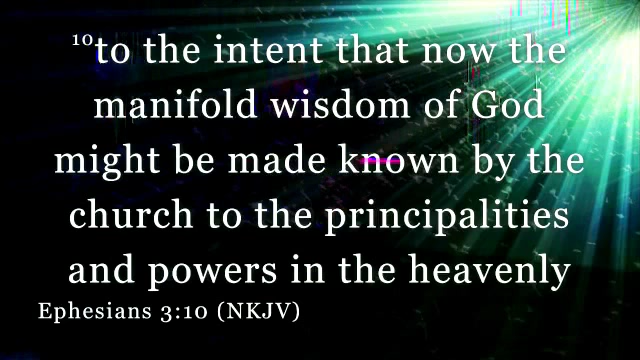 ¹⁰to the intent that now the
manifold wisdom of God
might be made known by the
church to the principalities
and powers in the heavenly
Ephesians 3:10 (NKJV)